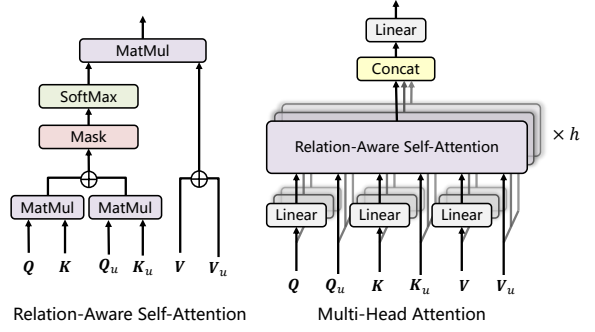 MatMul
SoftMax
Mask
MatMul MatMul
Q K Q_u K_u V V_u
Relation-Aware Self-Attention
Linear
Concat
Relation-Aware Self-Attention
× h
Linear Linear Linear
Q Q_u K K_u V V_u
Multi-Head Attention